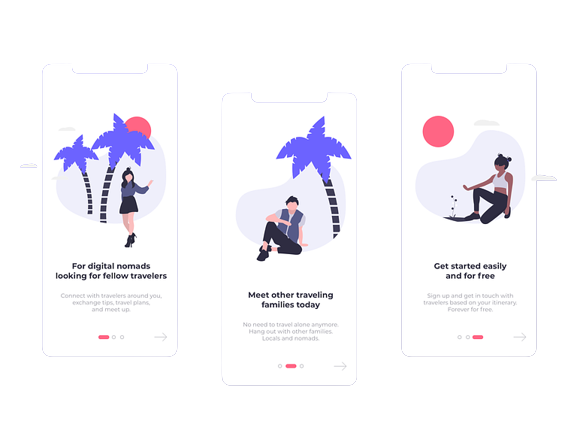 For digital nomads
looking for fellow travelers
Connect with travelers around you,
exchange tips, travel plans,
and meet up.
Meet other traveling
families today
No need to travel alone anymore.
Hang out with other families.
Locals and nomads.
Get started easily
and for free
Sign up and get in touch with
travelers based on your itinerary.
Forever for free.